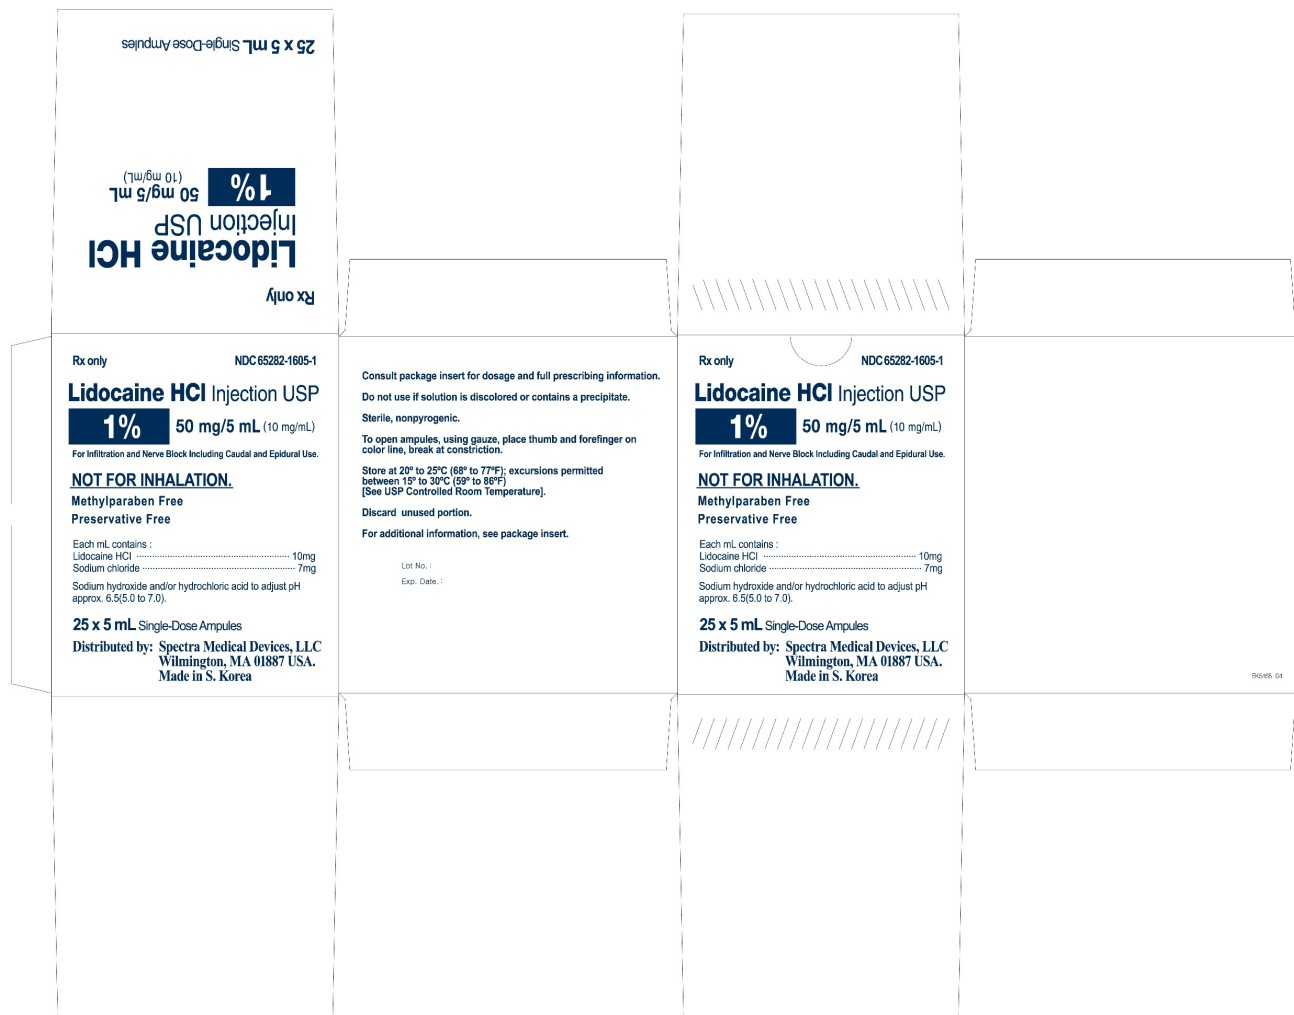 Rx only
Lidocaine HCl
Injection USP
1% 50 mg/5 mL
(10 mg/mL)
25 x 5 mL Single-Dose Ampules
Rx only NDC 65282-1605-1
Lidocaine HCl Injection USP
1% 50 mg/5 mL (10 mg/mL)
For Infiltration and Nerve Block Including Caudal and Epidural Use.
NOT FOR INHALATION.
Methylparaben Free
Preservative Free
Each mL contains :
Lidocaine HCl ........ 10mg
Sodium chloride ........ 7mg
Sodium hydroxide and/or hydrochloric acid to adjust pH
approx. 6.5(5.0 to 7.0).
25 x 5 mL Single-Dose Ampules
Distributed by: Spectra Medical Devices, LLC
Wilmington, MA 01887 USA.
Made in S. Korea
Consult package insert for dosage and full prescribing information.
Do not use if solution is discolored or contains a precipitate.
Sterile, nonpyrogenic.
To open ampules, using gauze, place thumb and forefinger on
color line, break at constriction.
Store at 20º to 25ºC (68º to 77ºF); excursions permitted
between 15º to 30ºC (59º to 86ºF)
[See USP Controlled Room Temperature].
Discard unused portion.
For additional information, see package insert.
Lot No. :
Exp. Date. :
Rx only NDC 65282-1605-1
Lidocaine HCl Injection USP
1% 50 mg/5 mL (10 mg/mL)
For Infiltration and Nerve Block Including Caudal and Epidural Use.
NOT FOR INHALATION.
Methylparaben Free
Preservative Free
Each mL contains :
Lidocaine HCl ........ 10mg
Sodium chloride ........ 7mg
Sodium hydroxide and/or hydrochloric acid to adjust pH
approx. 6.5(5.0 to 7.0).
25 x 5 mL Single-Dose Ampules
Distributed by: Spectra Medical Devices, LLC
Wilmington, MA 01887 USA.
Made in S. Korea